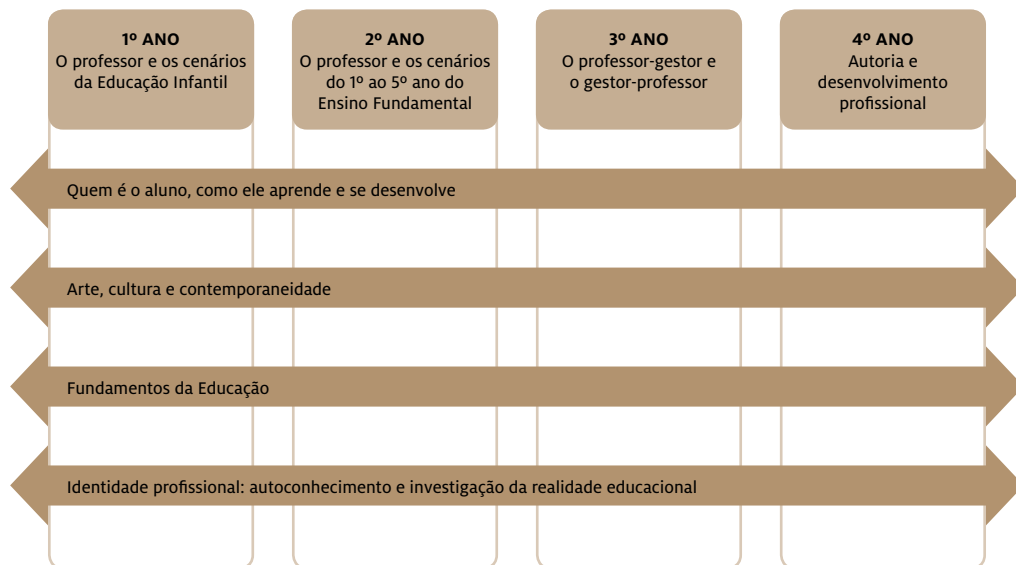 1º ANO
O professor e os cenários
da Educação Infantil
2º ANO
O professor e os cenários
do 1º ao 5º ano do
Ensino Fundamental
3º ANO
O professor-gestor e
o gestor-professor
4º ANO
Autoria e
desenvolvimento
profissional
Quem é o aluno, como ele aprende e se desenvolve
Arte, cultura e contemporaneidade
Fundamentos da Educação
Identidade profissional: autoconhecimento e investigação da realidade educacional